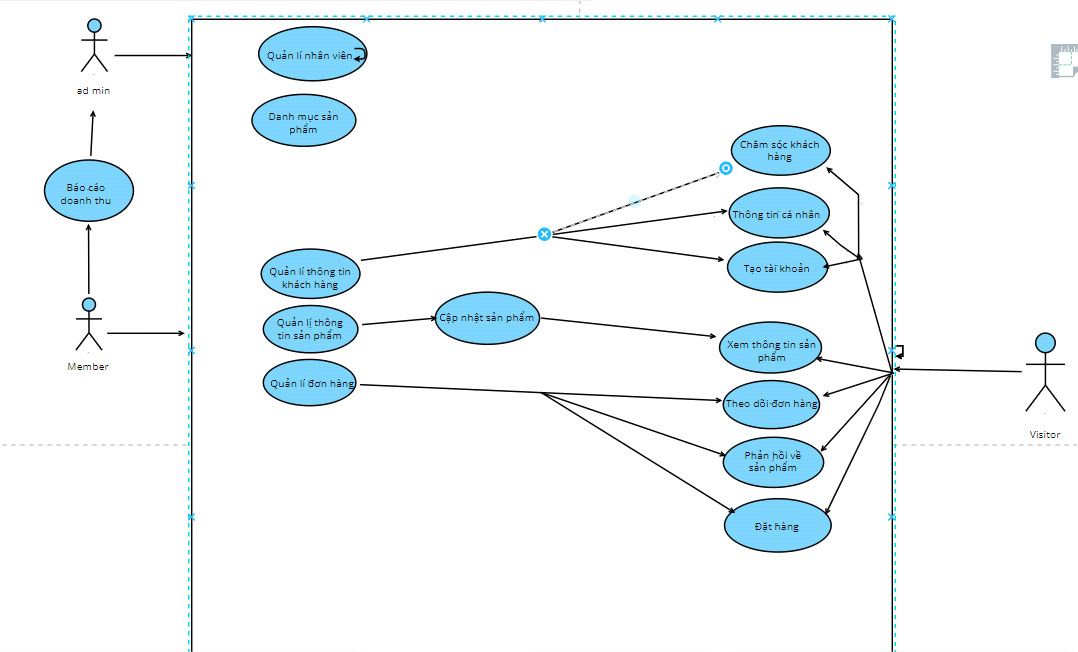 ad min
Báo cáo
doanh thu
Member
Quản lí nhân viên
Danh mục sản
phẩm
Quản lí thông tin
khách hàng
Quản lị thông
tin sản phẩm
Quản lí đơn hàng
Cập nhật sản phẩm
Chăm sóc khách
hàng
Thông tin cá nhân
Tạo tài khoản
Xem thông tin sản
phẩm
Theo dõi đơn hàng
Phản hồi về
sản phẩm
Đặt hàng
Visitor